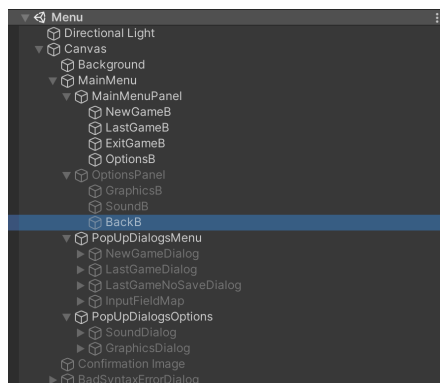 Menu
Directional Light
Canvas
Background
MainMenu
MainMenuPanel
NewGameB
LastGameB
ExitGameB
OptionsB
OptionsPanel
GraphicsB
SoundB
BackB
PopUpDialogsMenu
NewGameDialog
LastGameDialog
LastGameNoSaveDialog
InputFieldMap
PopUpDialogsOptions
SoundDialog
GraphicsDialog
Confirmation Image
BadSyntaxErrorDialog